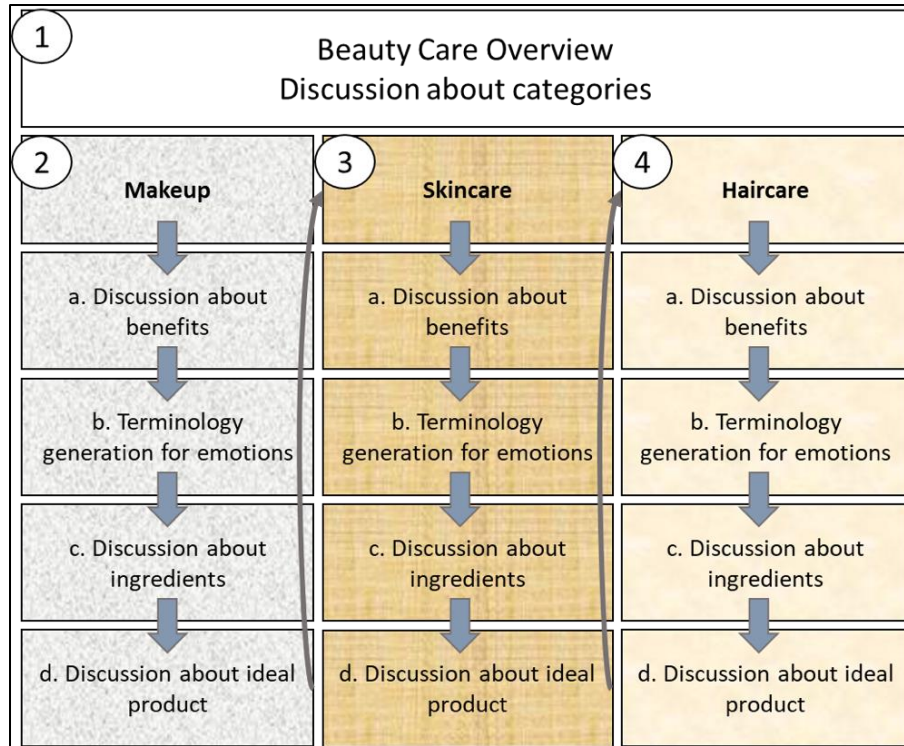 1
Beauty Care Overview
Discussion about categories
2
Makeup
a. Discussion about
benefits
b. Terminology
generation for emotions
c. Discussion about
ingredients
d. Discussion about ideal
product
3
Skincare
a. Discussion about
benefits
b. Terminology
generation for emotions
c. Discussion about
ingredients
d. Discussion about ideal
product
4
Haircare
a. Discussion about
benefits
b. Terminology
generation for emotions
c. Discussion about
ingredients
d. Discussion about ideal
product